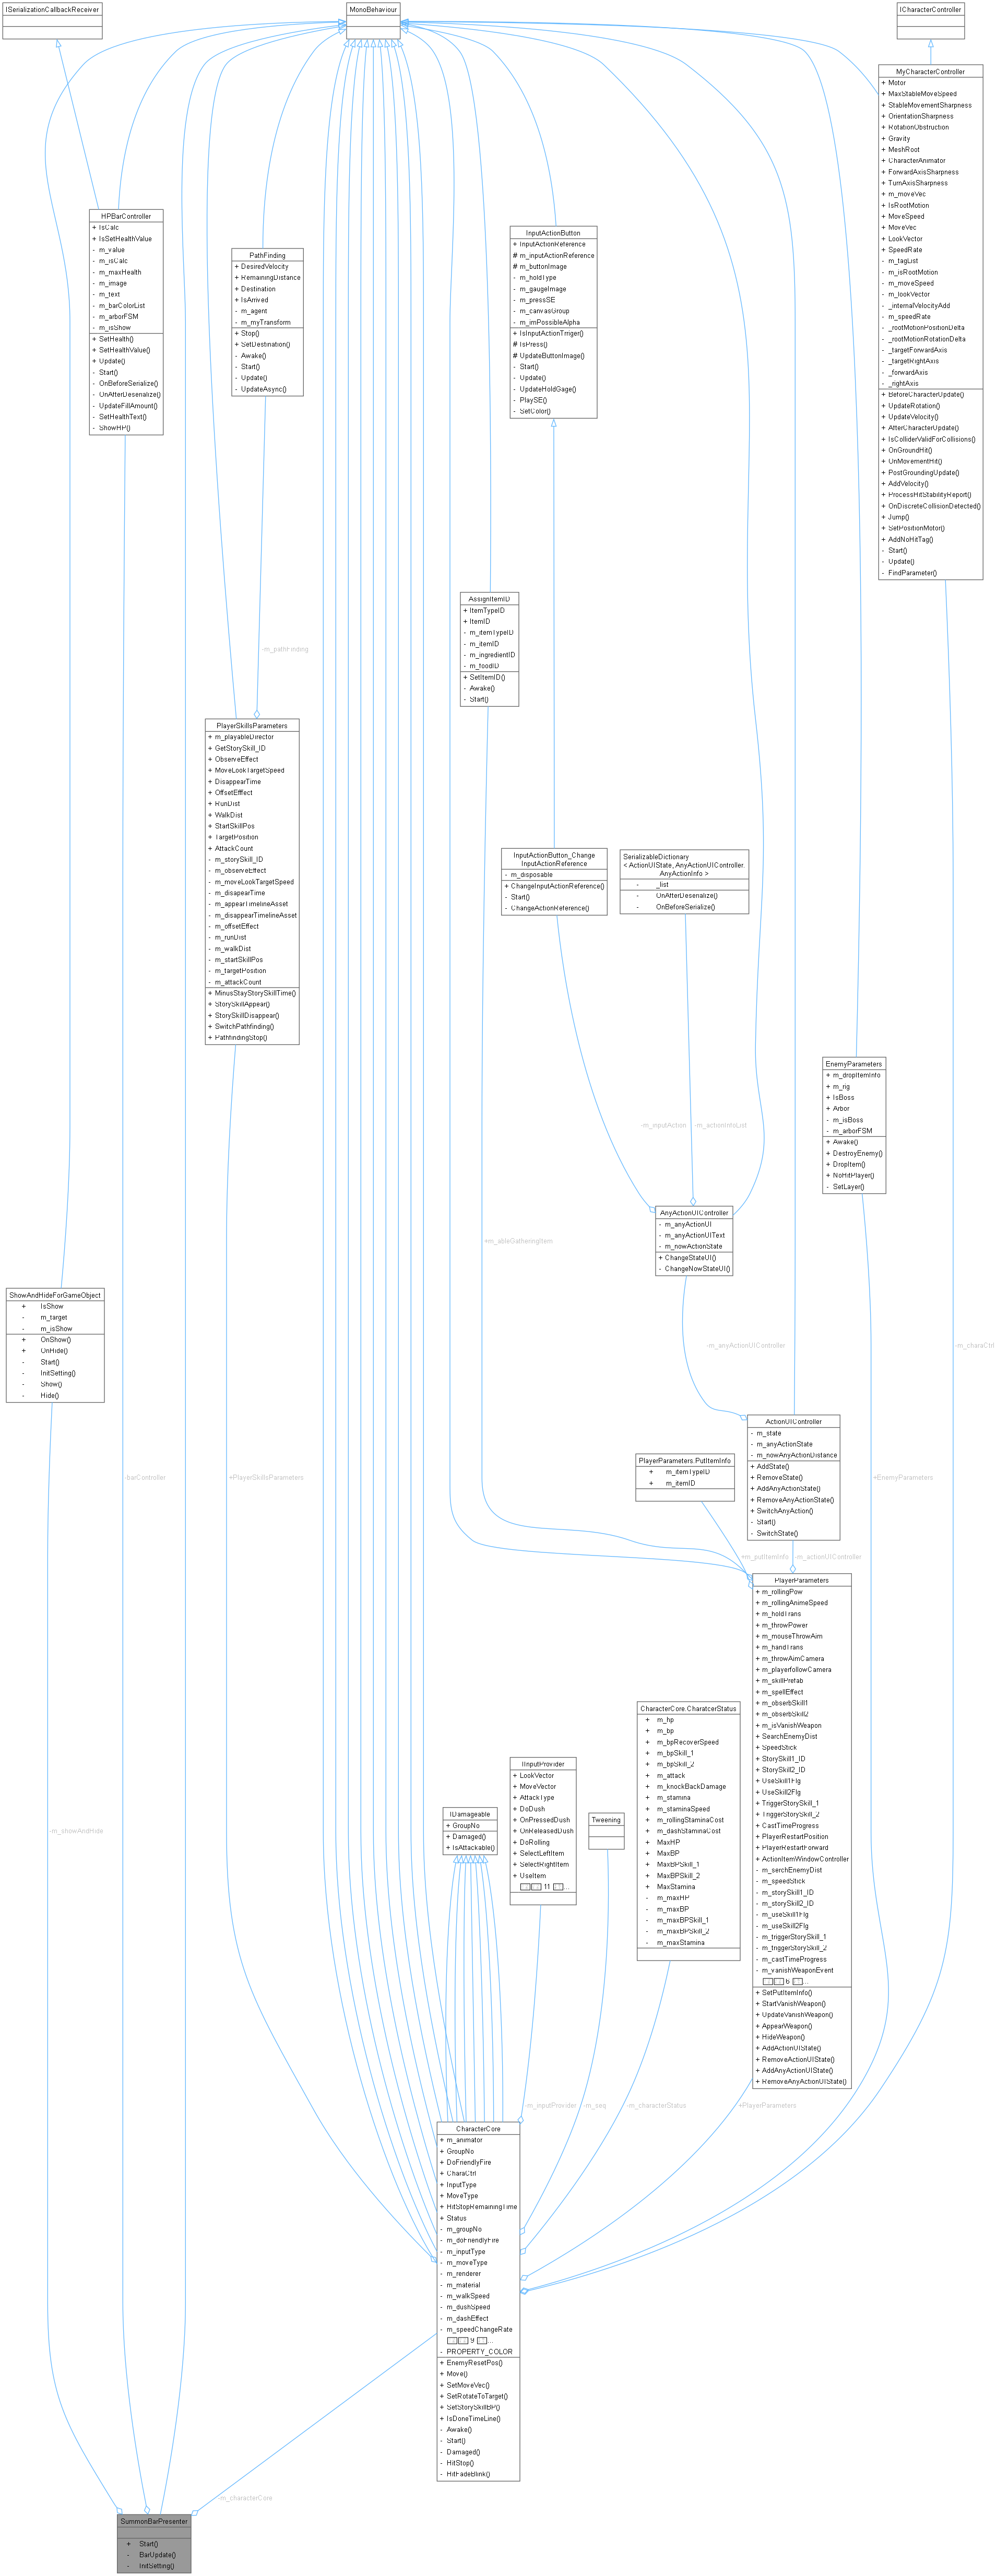 ISerializationCallbackReceiver
MonoBehaviour
ICharacterController
MyCharacterController
+ Motor
+ MaxStableMoveSpeed
+ StableMovementSharpness
+ OrientationSharpness
+ RotationObstruction
+ Gravity
+ MeshRoot
+ CharacterAnimator
+ ForwardAxisSharpness
+ TurnAxisSharpness
+ m_moveVec
+ IsRootMotion
+ MoveSpeed
+ MoveVec
+ LookVector
+ SpeedRate
- m_tagList
- m_isRootMotion
- m_moveSpeed
- m_lookVector
- _internalVelocityAdd
- m_speedRate
- _rootMotionPositionDelta
- _rootMotionRotationDelta
- _targetForwardAxis
- _targetRightAxis
- _forwardAxis
- _rightAxis
+ BeforeCharacterUpdate()
+ UpdateRotation()
+ UpdateVelocity()
+ AfterCharacterUpdate()
+ IsColliderValidForCollisions()
+ OnGroundHit()
+ OnMovementHit()
+ PostGroundingUpdate()
+ AddVelocity()
+ ProcessHitStabilityReport()
+ OnDiscreteCollisionDetected()
+ Jump()
+ SetPositionMotor()
+ AddNoHitTag()
- Start()
- Update()
- FindParameter()
HPBarController
+ IsCalc
+ IsSetHealthValue
- m_value
- m_isCalc
- m_maxHealth
- m_image
- m_text
- m_barColorList
- m_arborFSM
- m_isShow
+ SetHealth()
+ SetHealthValue()
+ Update()
- Start()
- OnBeforeSerialize()
- OnAfterDeserialize()
- UpdateFillAmount()
- SetHealthText()
- ShowHP()
PathFinding
+ DesiredVelocity
+ RemainingDistance
+ Destination
+ IsArrived
- m_agent
- m_myTransform
+ Stop()
+ SetDestination()
- Awake()
- Start()
- Update()
- UpdateAsync()
InputActionButton
+ InputActionReference
# m_inputActionReference
# m_buttonImage
- m_holdType
- m_gaugeImage
- m_pressSE
- m_canvasGroup
- m_imPossibleAlpha
+ IsInputActionTrriger()
# IsPress()
# UpdateButtonImage()
- Start()
- Update()
- UpdateHoldGage()
- PlaySE()
- SetColor()
AssignItemID
+ ItemTypeID
+ ItemID
- m_itemTypeID
- m_itemID
- m_ingredientID
- m_foodID
+ SetItemID()
- Awake()
- Start()
-m_pathFinding
PlayerSkillsParameters
+ m_playableDirector
+ GetStorySkill_ID
+ ObserveEffect
+ MoveLookTargetSpeed
+ DisappearTime
+ OffsetEfffect
+ RunDist
+ WalkDist
+ StartSkillPos
+ TargetPosition
+ AttackCount
- m_storySkill_ID
- m_observeEffect
- m_moveLookTargetSpeed
- m_disapearTime
- m_appearTimelineAsset
- m_disappearTimelineAsset
- m_offsetEffect
- m_runDist
- m_walkDist
- m_startSkillPos
- m_targetPosition
- m_attackCount
+ MinusStayStorySkillTime()
+ StorySkillAppear()
+ StorySkillDisappear()
+ SwitchPathfinding()
+ PathfindingStop()
InputActionButton_Change
InputActionReference
- m_disposable
+ ChangeInputActionReference()
- Start()
- ChangeActionReference()
SerializableDictionary
< ActionUIState, AnyActionUIController.
AnyActionInfo >
- _list
- OnAfterDeserialize()
- OnBeforeSerialize()
EnemyParameters
+ m_dropItemInfo
+ m_rig
+ IsBoss
+ Arbor
- m_isBoss
- m_arborFSM
+ Awake()
+ DestroyEnemy()
+ DropItem()
+ NoHitPlayer()
- SetLayer()
-m_inputAction
-m_actionInfoList
AnyActionUIController
- m_anyActionUI
- m_anyActionUIText
- m_nowActionState
+ ChangeStateUI()
- ChangeNowStateUI()
+m_ableGatheringItem
ShowAndHideForGameObject
+ IsShow
- m_target
- m_isShow
+ OnShow()
+ OnHide()
- Start()
- InitSetting()
- Show()
- Hide()
-m_anyActionUIController
-m_charaCtrl
ActionUIController
- m_state
- m_anyActionState
- m_nowAnyActionDistance
+ AddState()
+ RemoveState()
+ AddAnyActionState()
+ RemoveAnyActionState()
+ SwitchAnyAction()
- Start()
- SwitchState()
PlayerParameters.PutItemInfo
+ m_itemTypeID
+ m_itemID
-barController
+PlayerSkillsParameters
+EnemyParameters
+m_putItemInfo
-m_actionUIController
PlayerParameters
+ m_rollingPow
+ m_rollingAnimeSpeed
+ m_holdTrans
+ m_throwPower
+ m_mouseThrowAim
+ m_handTrans
+ m_throwAimCamera
+ m_playerfollowCamera
+ m_skillPrefab
+ m_spellEffect
+ m_obserbSkill1
+ m_obserbSkill2
+ m_isVanishWeapon
+ SearchEnemyDist
+ SpeedStick
+ StorySkill1_ID
+ StorySkill2_ID
+ UseSkill1Flg
+ UseSkill2Flg
+ TriggerStorySkill_1
+ TriggerStorySkill_2
+ CastTimeProgress
+ PlayerRestartPosition
+ PlayerRestartForward
+ ActionItemWindowController
- m_serchEnemyDist
- m_speedStick
- m_storySkill1_ID
- m_storySkill2_ID
- m_useSkill1Flg
- m_useSkill2Flg
- m_triggerStorySkill_1
- m_triggerStorySkill_2
- m_castTimeProgress
- m_vanishWeaponEvent
6 ...
+ SetPutItemInfo()
+ StartVanishWeapon()
+ UpdateVanishWeapon()
+ AppearWeapon()
+ HideWeapon()
+ AddActionUIState()
+ RemoveActionUIState()
+ AddAnyActionUIState()
+ RemoveAnyActionUIState()
CharacterCore.CharatcerStatus
+ m_hp
+ m_bp
+ m_bpRecoverSpeed
+ m_bpSkill_1
+ m_bpSkill_2
+ m_attack
+ m_knockBackDamage
+ m_stamina
+ m_staminaSpeed
+ m_rollingStaminaCost
+ m_dashStaminaCost
+ MaxHP
+ MaxBP
+ MaxBPSkill_1
+ MaxBPSkill_2
+ MaxStamina
- m_maxHP
- m_maxBP
- m_maxBPSkill_1
- m_maxBPSkill_2
- m_maxStamina
IInputProvider
+ LookVector
+ MoveVector
+ AttackType
+ DoDush
+ OnPressedDush
+ OnReleasedDush
+ DoRolling
+ SelectLeftItem
+ SelectRightItem
+ UseItem
11 ...
IDamageable
+ GroupNo
+ Damaged()
+ IsAttackable()
Tweening
-m_showAndHide
-m_inputProvider
-m_seq
-m_characterStatus
+PlayerParameters
CharacterCore
+ m_animator
+ GroupNo
+ DoFriendlyFire
+ CharaCtrl
+ InputType
+ MoveType
+ HitStopRemainingTime
+ Status
- m_groupNo
- m_doFriendlyFire
- m_inputType
- m_moveType
- m_renderer
- m_material
- m_walkSpeed
- m_dushSpeed
- m_dashEffect
- m_speedChangeRate
9 ...
- PROPERTY_COLOR
+ EnemyResetPos()
+ Move()
+ SetMoveVec()
+ SetRotateToTarget()
+ SetStorySkillBP()
+ IsDoneTimeLine()
- Awake()
- Start()
- Damaged()
- HitStop()
- HitFadeBlink()
-m_characterCore
SummonBarPresenter
+ Start()
- BarUpdate()
- InitSetting()